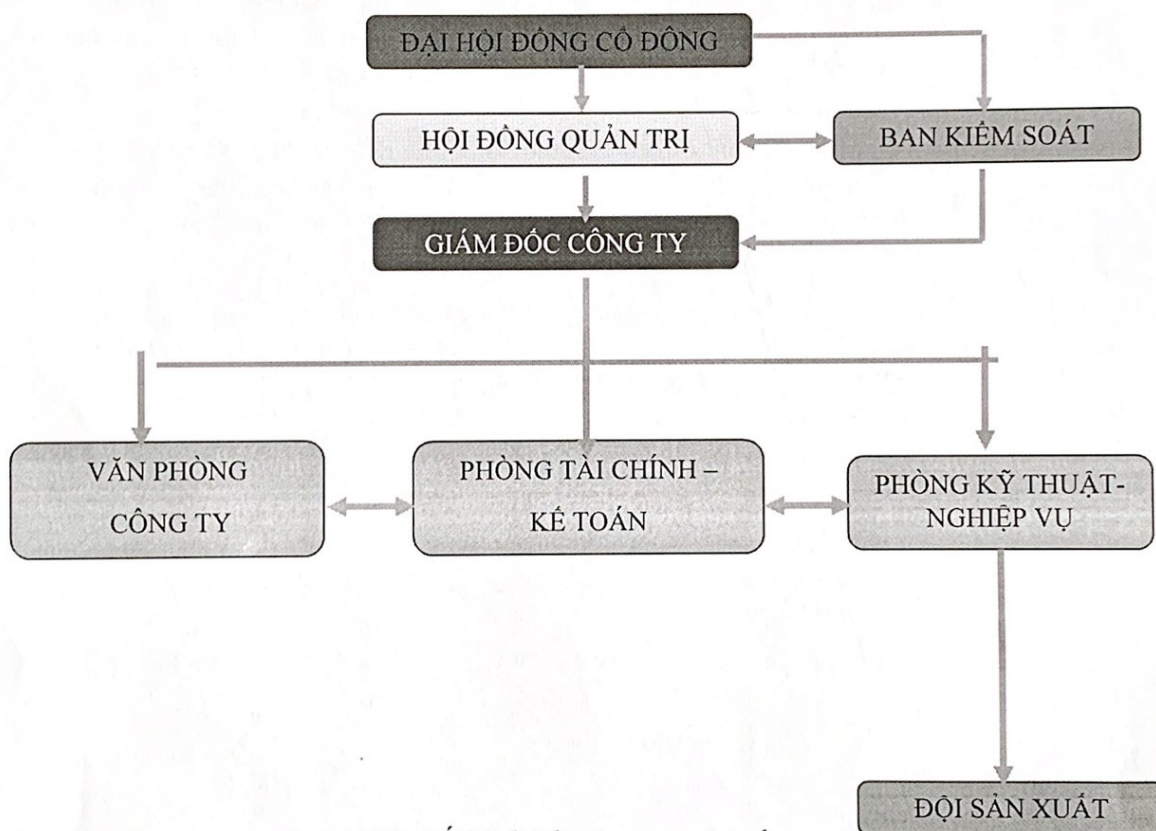 ĐẠI HỘI ĐỒNG CỔ ĐÔNG
HỘI ĐỒNG QUẢN TRỊ
BAN KIỂM SOÁT
GIÁM ĐỐC CÔNG TY
VĂN PHÒNG
CÔNG TY
PHÒNG TÀI CHÍNH –
KẾ TOÁN
PHÒNG KỸ THUẬT-
NGHIỆP VỤ
ĐỘI SẢN XUẤT